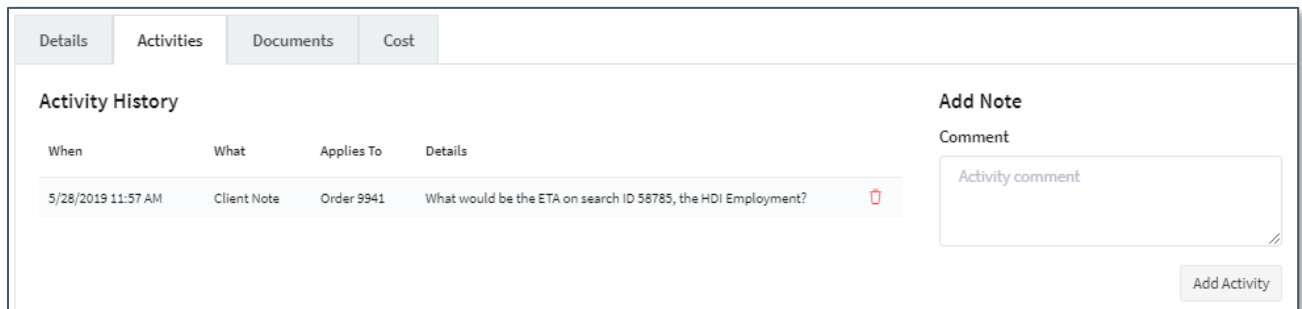 Details Activities Documents Cost
Activity History
When What Applies To Details
5/28/2019 11:57 AM Client Note Order 9941 What would be the ETA on search ID 58785, the HDI Employment?
Add Note
Comment
Activity comment
Add Activity